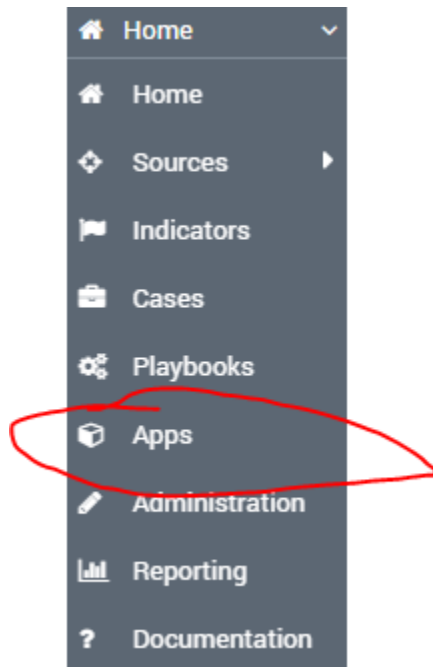 Home
Home
Sources
Indicators
Cases
Playbooks
Apps
Administration
Reporting
? Documentation